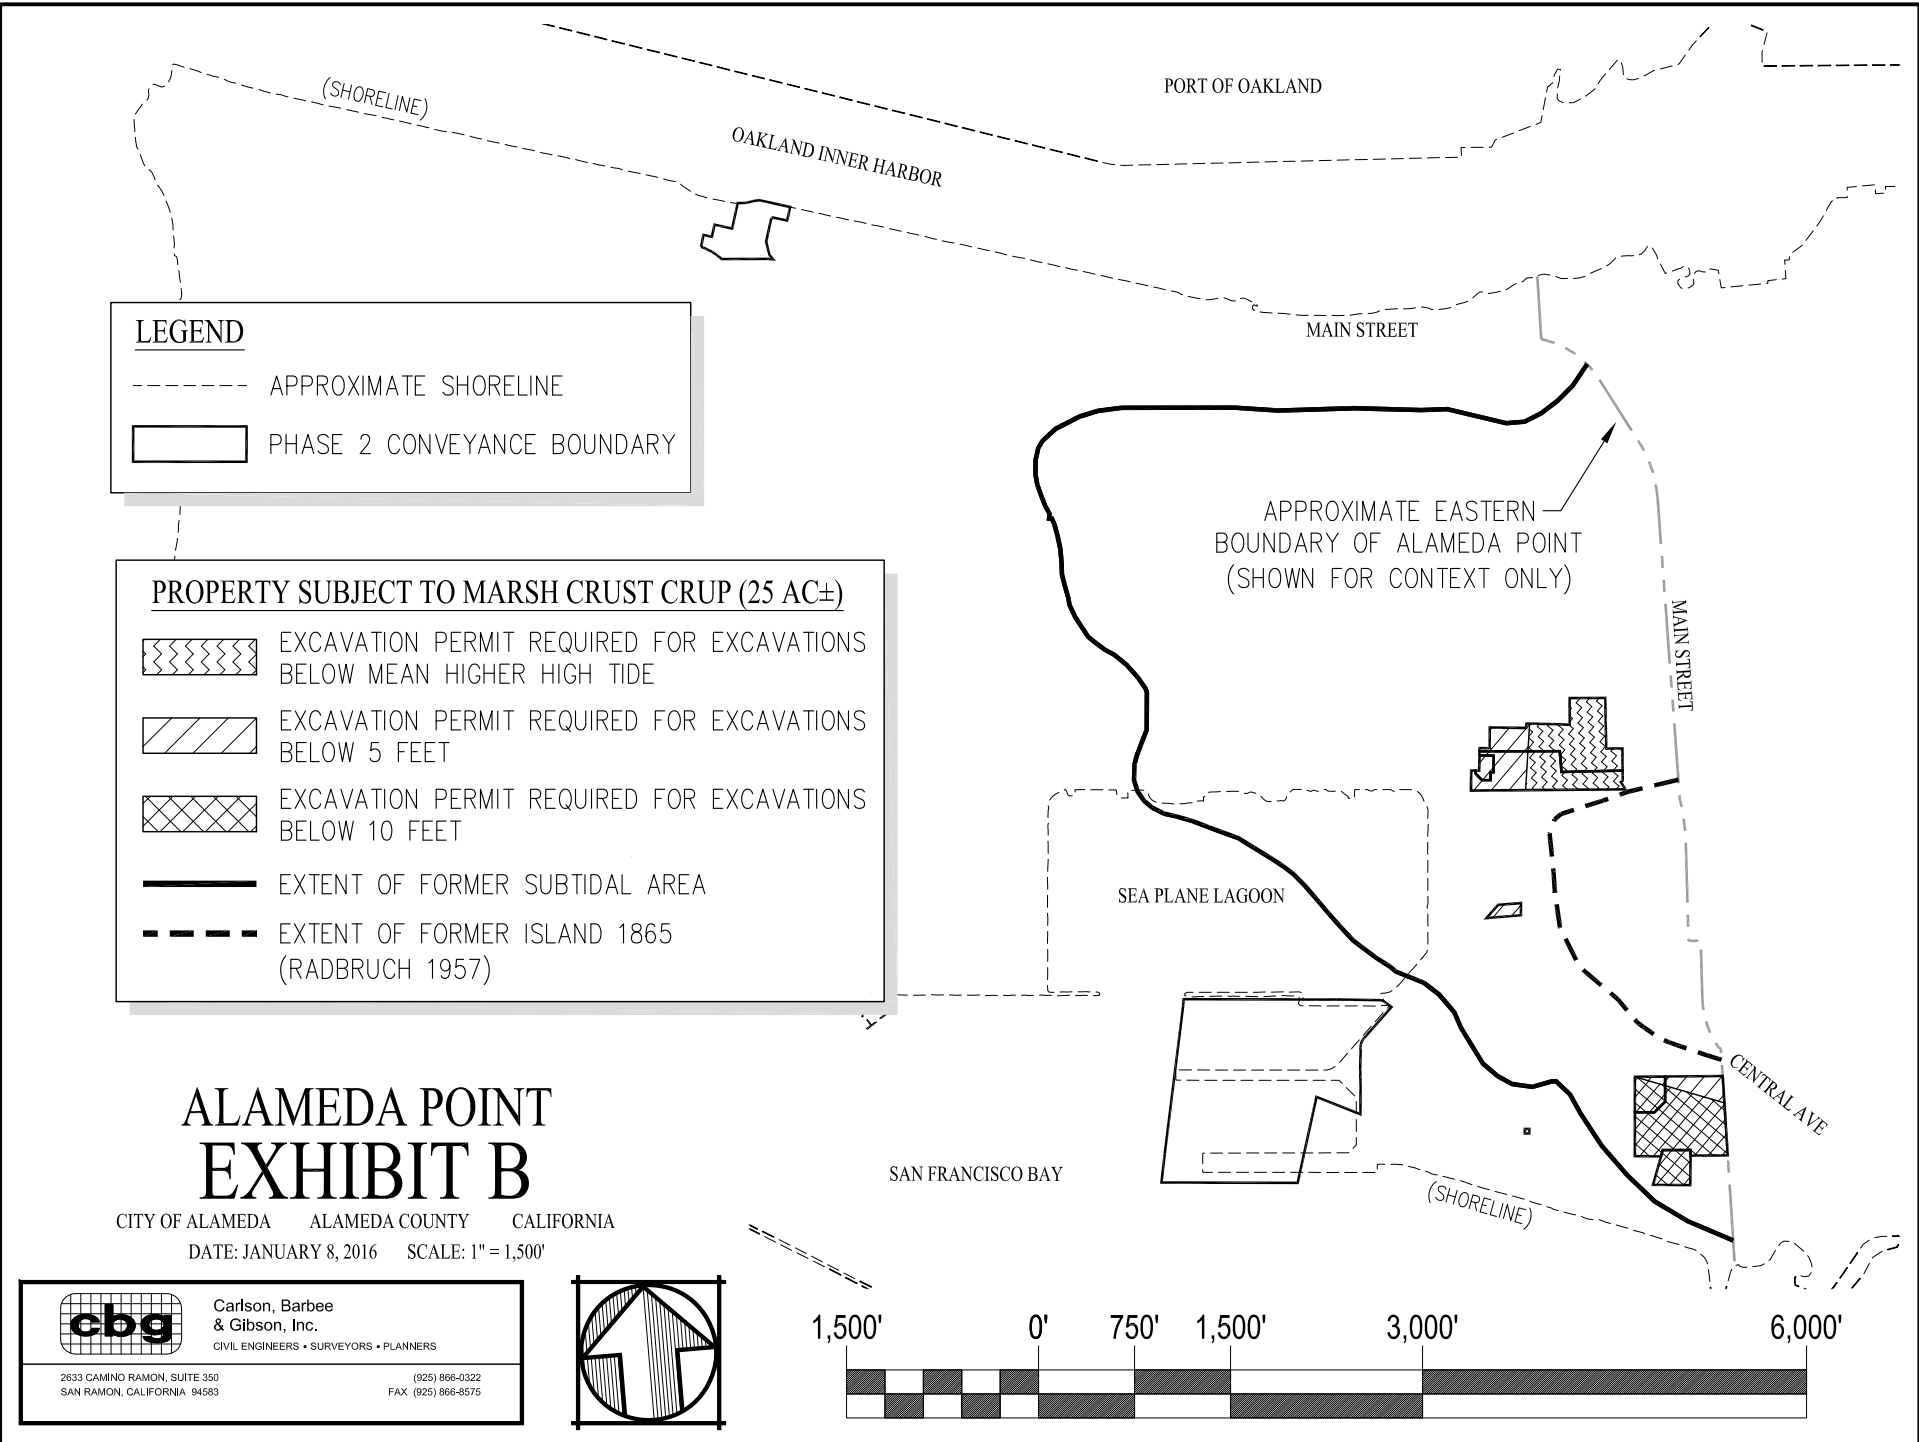 PORT OF OAKLAND
(SHORELINE)
OAKLAND INNER HARBOR
MAIN STREET
LEGEND
APPROXIMATE SHORELINE
PHASE 2 CONVEYANCE BOUNDARY
APPROXIMATE EASTERN
BOUNDARY OF ALAMEDA POINT
(SHOWN FOR CONTEXT ONLY)
MAIN STREET
PROPERTY SUBJECT TO MARSH CRUST CRUP (25 AC±)
EXCAVATION PERMIT REQUIRED FOR EXCAVATIONS
BELOW MEAN HIGHER HIGH TIDE
EXCAVATION PERMIT REQUIRED FOR EXCAVATIONS
BELOW 5 FEET
EXCAVATION PERMIT REQUIRED FOR EXCAVATIONS
BELOW 10 FEET
EXTENT OF FORMER SUBTIDAL AREA
EXTENT OF FORMER ISLAND 1865
(RADBRUCH 1957)
SEA PLANE LAGOON
CENTRAL AVE
SAN FRANCISCO BAY
(SHORELINE)
ALAMEDA POINT
EXHIBIT B
CITY OF ALAMEDA ALAMEDA COUNTY CALIFORNIA
DATE: JANUARY 8, 2016 SCALE: 1" = 1,500'
cbg
Carlson, Barbee
& Gibson, Inc.
CIVIL ENGINEERS • SURVEYORS • PLANNERS
2633 CAMINO RAMON, SUITE 350 (925) 866-0322
SAN RAMON, CALIFORNIA 94583 FAX (925) 866-8575
1,500' 0' 750' 1,500' 3,000' 6,000'